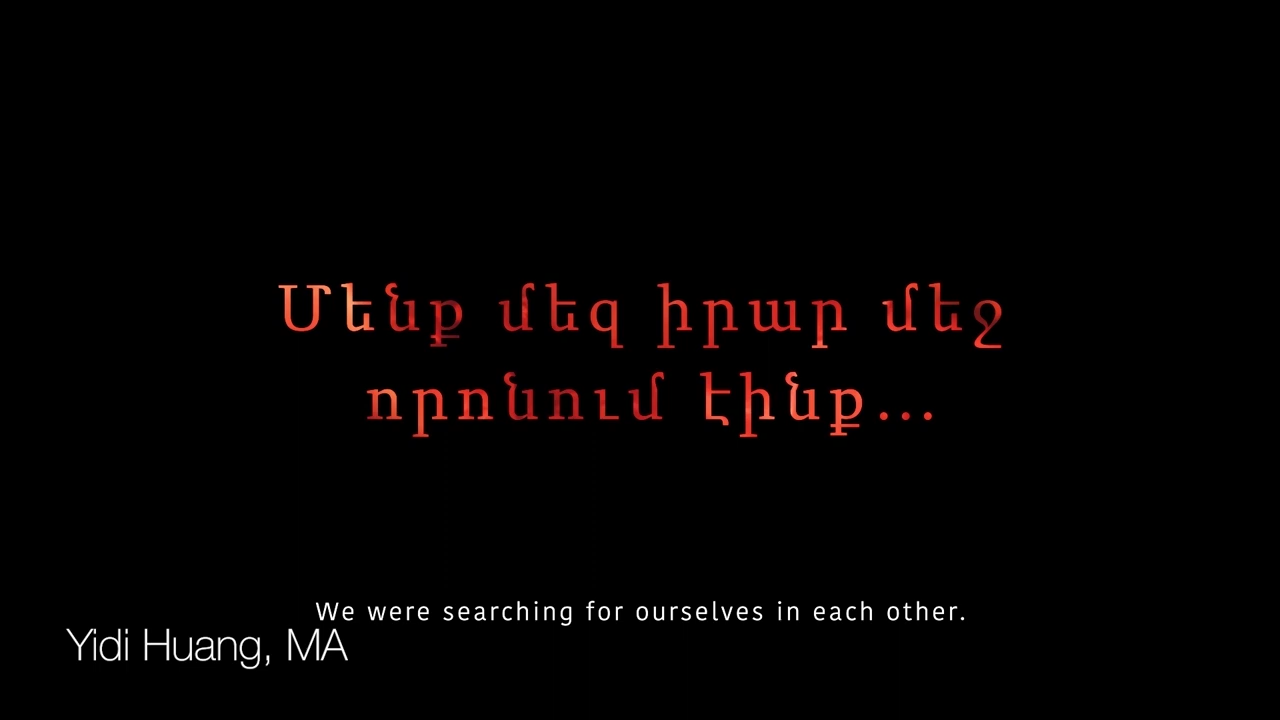 Մենք մեզ իրար մեջ
որոնում էինք...
We were searching for ourselves in each other.
Yidi Huang, MA